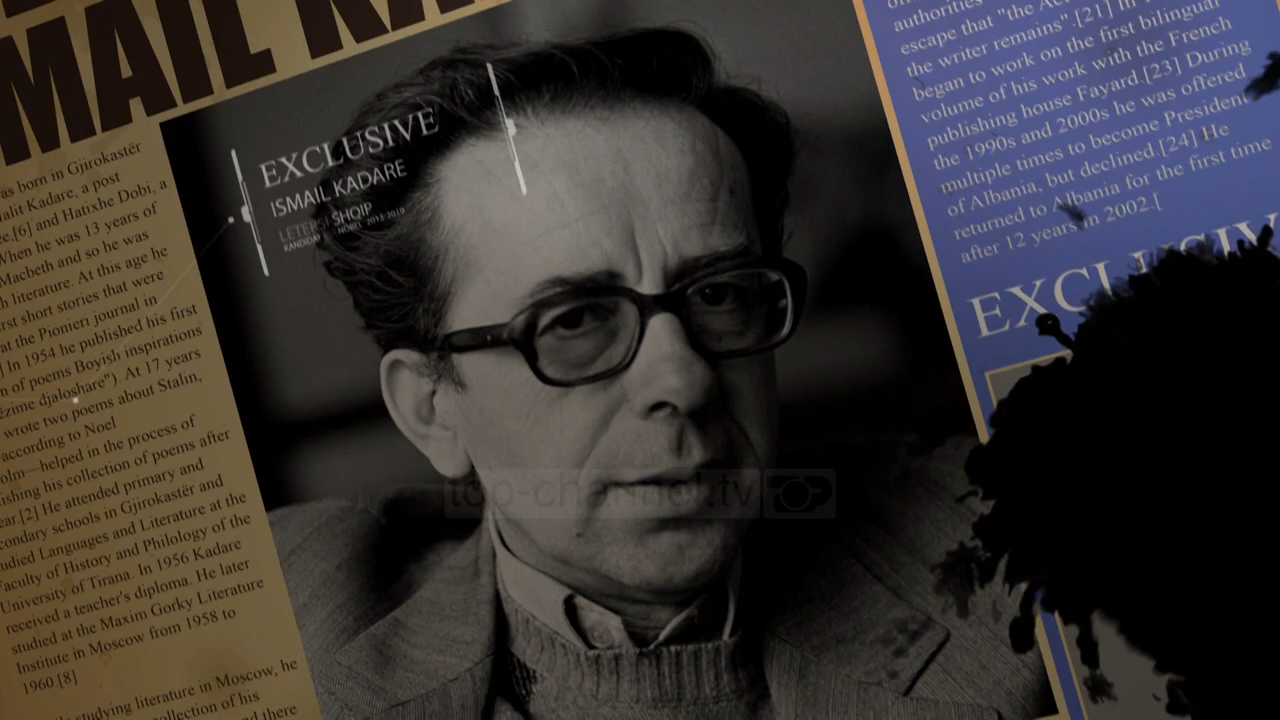 MAIL KA
as born in Gjirokastër
alit Kadare, a post
ce.[6] and Hatixhe Dobi, a
When he was 13 years of
Macbeth and so he was
h literature. At this age he
rst short stories that were
at the Pionieri journal in
] In 1954 he published his first
n of poems Boyish inspirations
ëzime djaloshare"). At 17 years
wrote two poems about Stalin,
according to Noel
olm—helped in the process of
ishing his collection of poems after
ear.[2] He attended primary and
condary schools in Gjirokastër and
udied Languages and Literature at the
Faculty of History and Philology of the
University of Tirana. In 1956 Kadare
received a teacher's diploma. He later
studied at the Maxim Gorky Literature
Institute in Moscow from 1958 to
1960.[8]
studying literature in Moscow, he
collection of his
and there
EXCLUSIVE
ISMAIL KADARE
LETERSI SHQIP
KANDIDAT NOBEL 2013-2019
top-channel.tv TOP
authorities
escape that "the
the writer remains".[21] In
began to work on the first bilingual
volume of his work with the French
publishing house Fayard.[23] During
the 1990s and 2000s he was offered
multiple times to become President
of Albania, but declined.[24] He
returned to Albania for the first time
after 12 years in 2002.[
EXCLUSIV